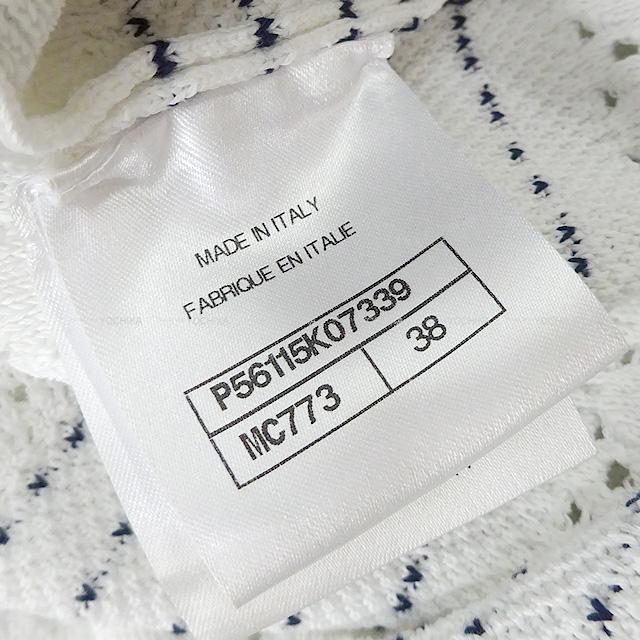 MADE IN ITALY
FABRIQUE EN ITALIE
P56115K07339
MC773 38